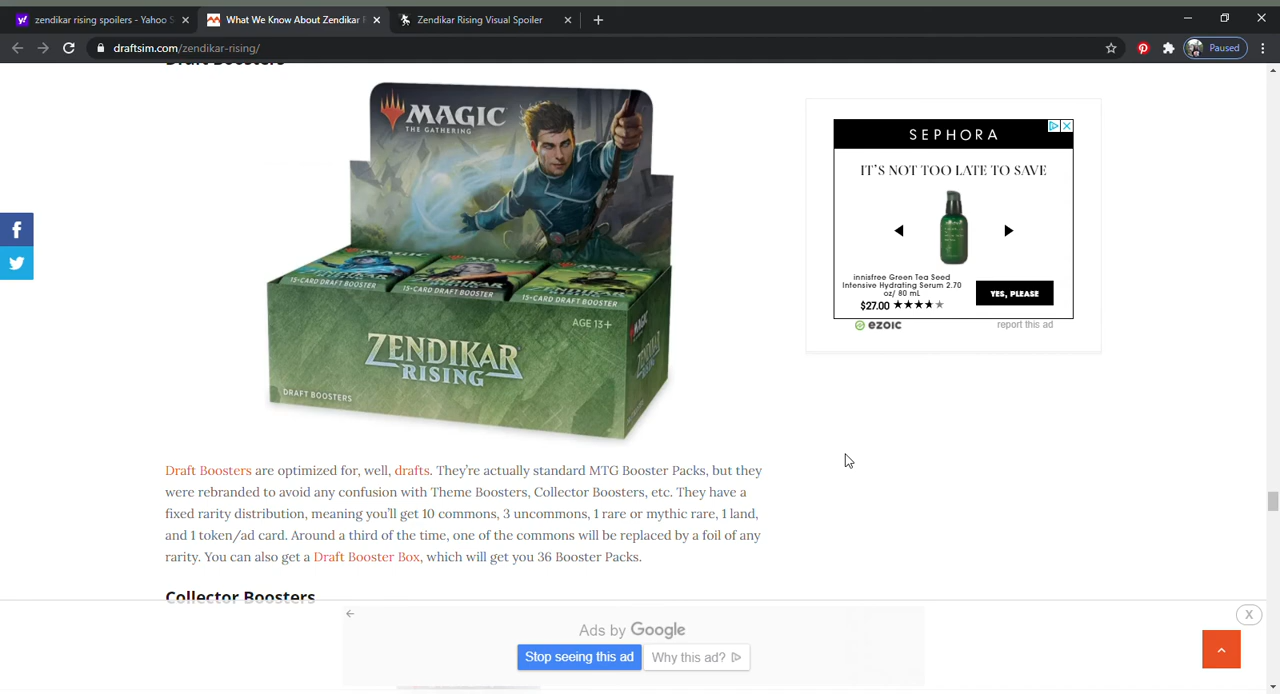 zendikar rising spoilers - Yahoo S
What We Know About Zendikar R
Zendikar Rising Visual Spoiler
draftsim.com/zendikar-rising/
Paused
Draft Boosters
MAGIC
THE GATHERING
MAGIC
MAGIC
MAGIC
15-CARD DRAFT BOOSTER
15-CARD DRAFT BOOSTER
15-CARD DRAFT BOOSTER
AGE 13+
MAGIC
ZENDIKAR
RISING
DRAFT BOOSTERS
SEPHORA
IT'S NOT TOO LATE TO SAVE
innisfree Green Tea Seed
Intensive Hydrating Serum 2.70
oz/ 80 mL
$27.00
YES, PLEASE
ezoic
report this ad
Draft Boosters are optimized for, well, drafts. They're actually standard MTG Booster Packs, but they
were rebranded to avoid any confusion with Theme Boosters, Collector Boosters, etc. They have a
fixed rarity distribution, meaning you'll get 10 commons, 3 uncommons, 1 rare or mythic rare, 1 land,
and 1 token/ad card. Around a third of the time, one of the commons will be replaced by a foil of any
rarity. You can also get a Draft Booster Box, which will get you 36 Booster Packs.
Collector Boosters
Ads by Google
Stop seeing this ad
Why this ad?
X